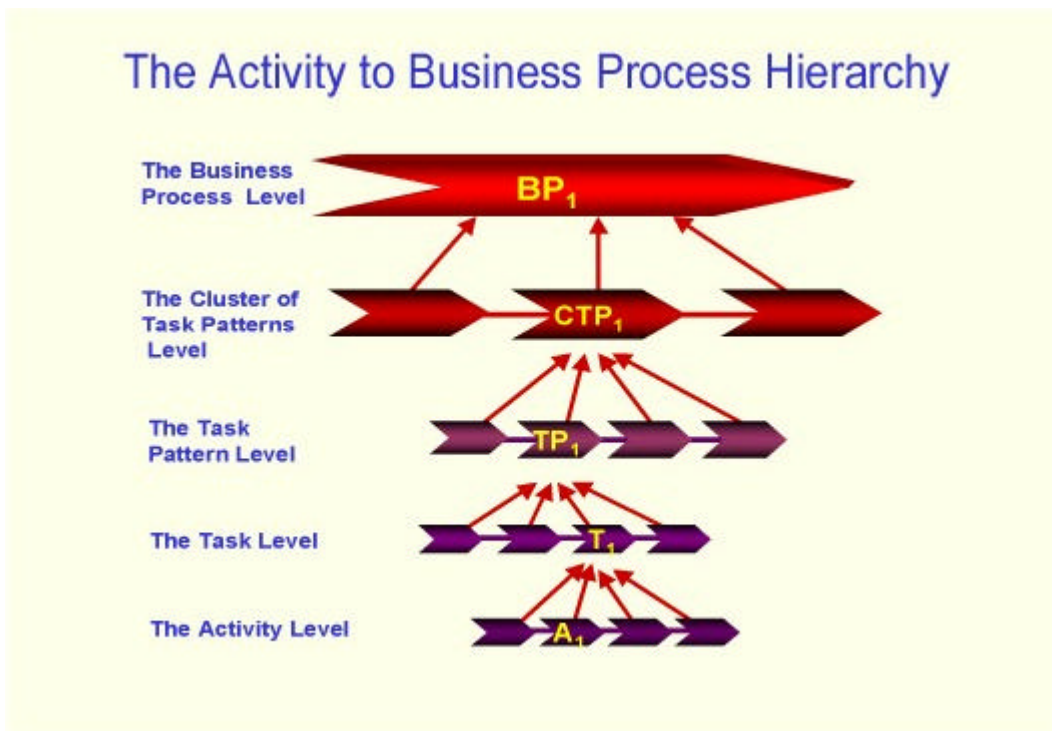 The Activity to Business Process Hierarchy
The Business
Process Level
BP1
The Cluster of
Task Patterns
Level
CTP1
The Task
Pattern Level
TP1
The Task Level
T1
The Activity Level
A1